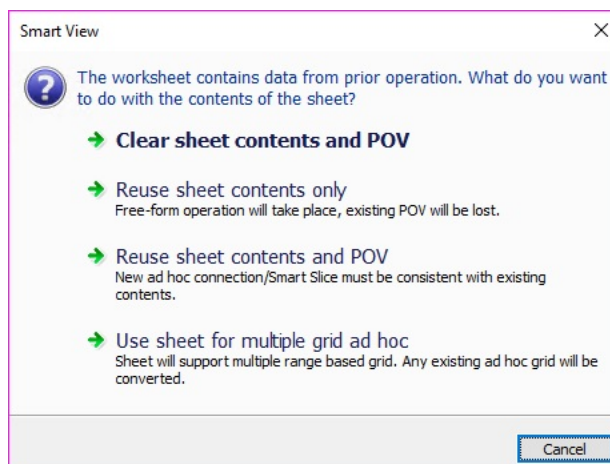 Smart View
The worksheet contains data from prior operation. What do you want
to do with the contents of the sheet?
Clear sheet contents and POV
Reuse sheet contents only
Free-form operation will take place, existing POV will be lost.
Reuse sheet contents and POV
New ad hoc connection/Smart Slice must be consistent with existing
contents.
Use sheet for multiple grid ad hoc
Sheet will support multiple range based grid. Any existing ad hoc grid will be
converted.
Cancel